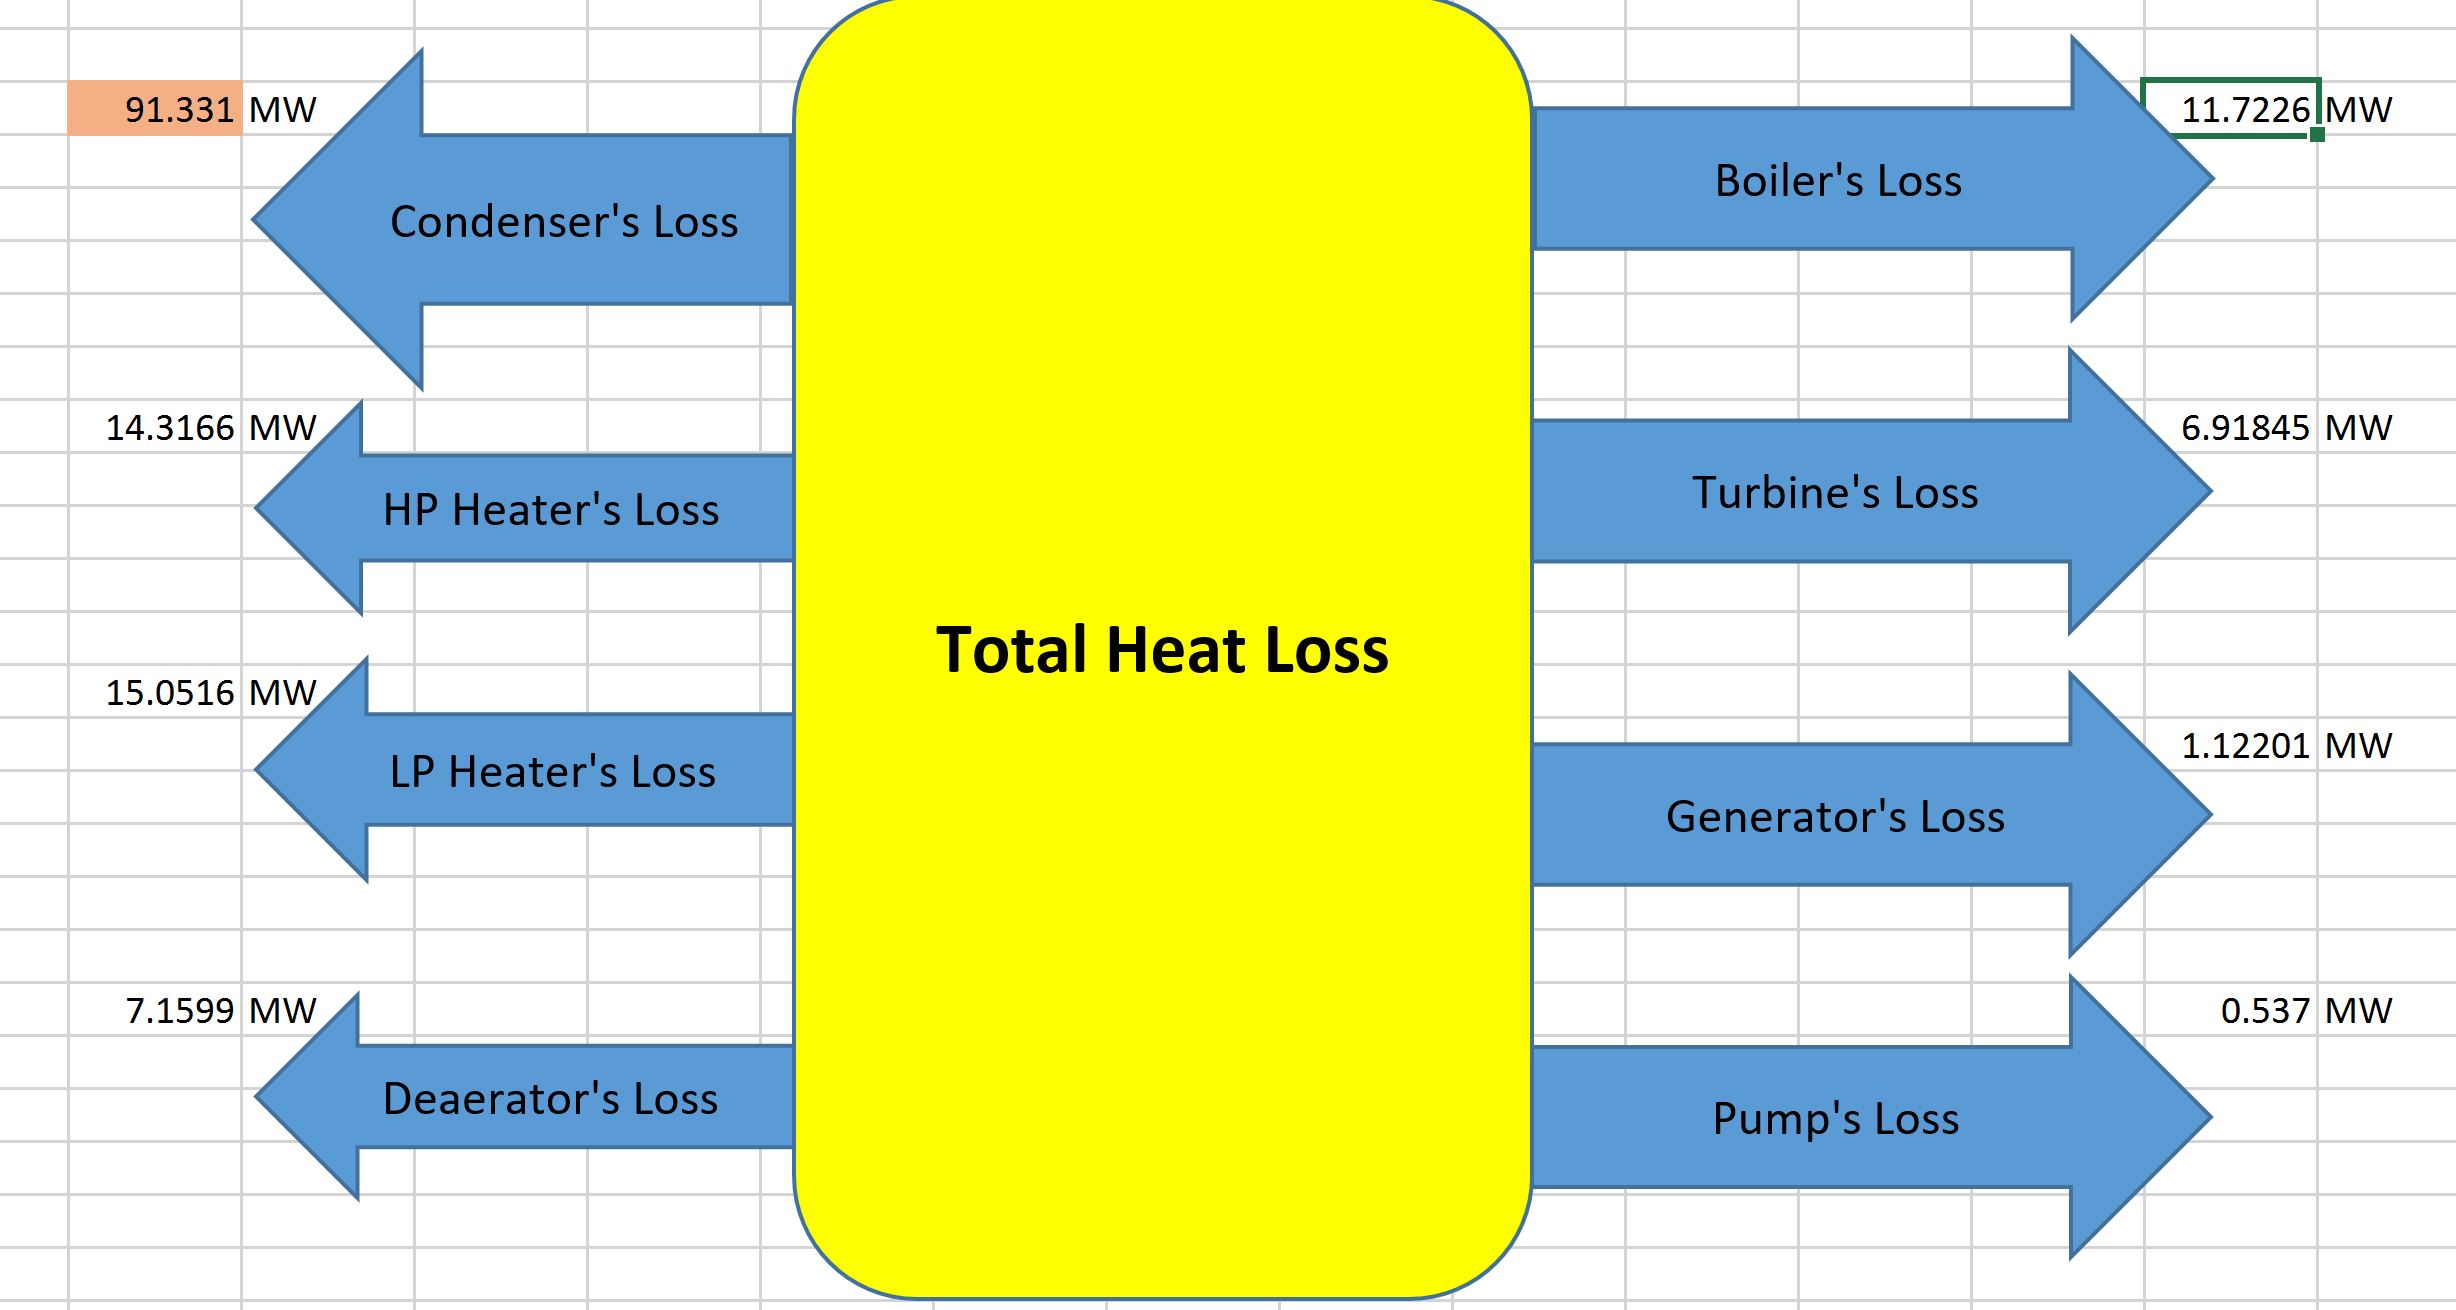 91.331 MW
Condenser's Loss
14.3166 MW
HP Heater's Loss
15.0516 MW
LP Heater's Loss
7.1599 MW
Deaerator's Loss
Total Heat Loss
11.7226 MW
Boiler's Loss
6.91845 MW
Turbine's Loss
1.12201 MW
Generator's Loss
0.537 MW
Pump's Loss